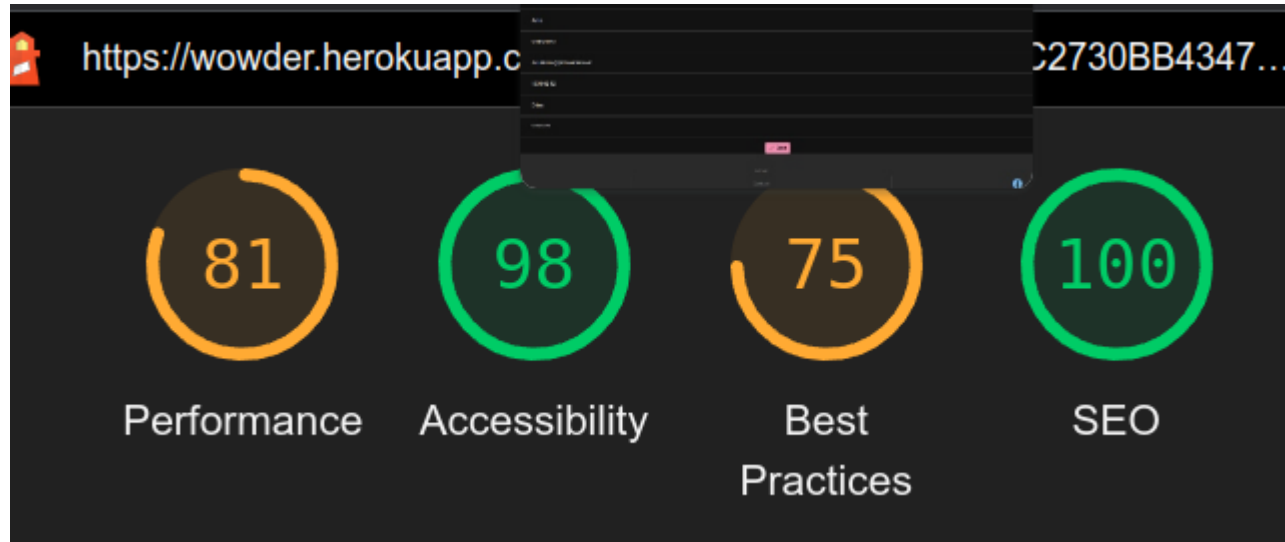 https://wowder.herokuapp.c
C2730BB4347...
81
98
75
100
Performance
Accessibility
Best
Practices
SEO